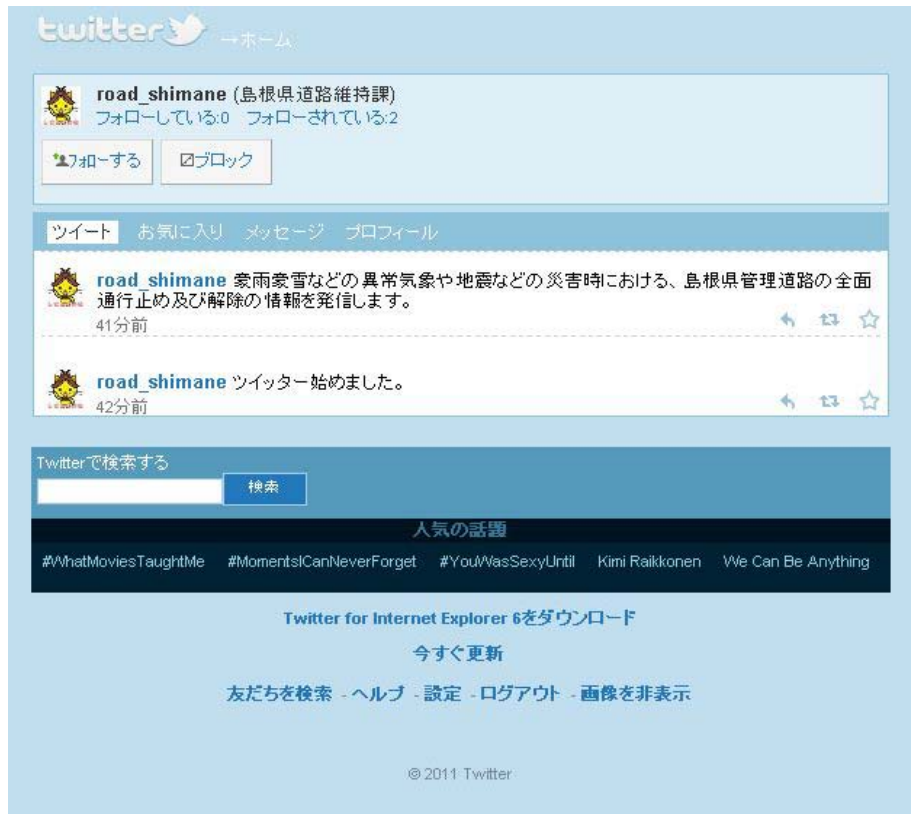 twitter →ホーム
road_shimane (島根県道路維持課)
フォローしている:0 フォローされている:2
フォローする ブロック
ツイート お気に入り メッセージ プロフィール
road_shimane 豪雨豪雪などの異常気象や地震などの災害時における、島根県管理道路の全面
通行止め及び解除の情報を発信します。
41分前
road_shimane ツイッター始めました。
42分前
Twitterで検索する
検索
人気の話題
#WhatMoviesTaughtMe #MomentsICanNeverForget #YouWasSexyUntil Kimi Raikkonen We Can Be Anything
Twitter for Internet Explorer 6をダウンロード
今すぐ更新
友だちを検索 - ヘルプ - 設定 - ログアウト - 画像を非表示
© 2011 Twitter